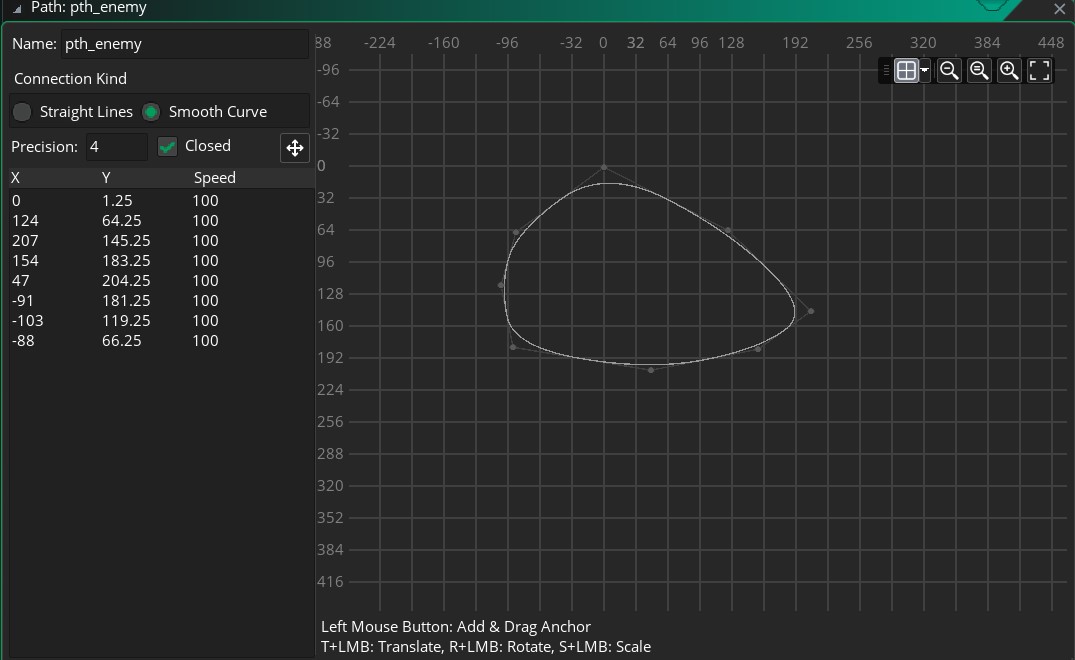 Path: pth_enemy
Name: pth_enemy
Connection Kind
Straight Lines Smooth Curve
Precision: 4 Closed
X Y Speed
0 1.25 100
124 64.25 100
207 145.25 100
154 183.25 100
47 204.25 100
-91 181.25 100
-103 119.25 100
-88 66.25 100
88 -224 -160 -96 -32 0 32 64 96 128 192 256 320 384 448
-96
-64
-32
0
32
64
96
128
160
192
224
256
288
320
352
384
416
Left Mouse Button: Add & Drag Anchor
T+LMB: Translate, R+LMB: Rotate, S+LMB: Scale